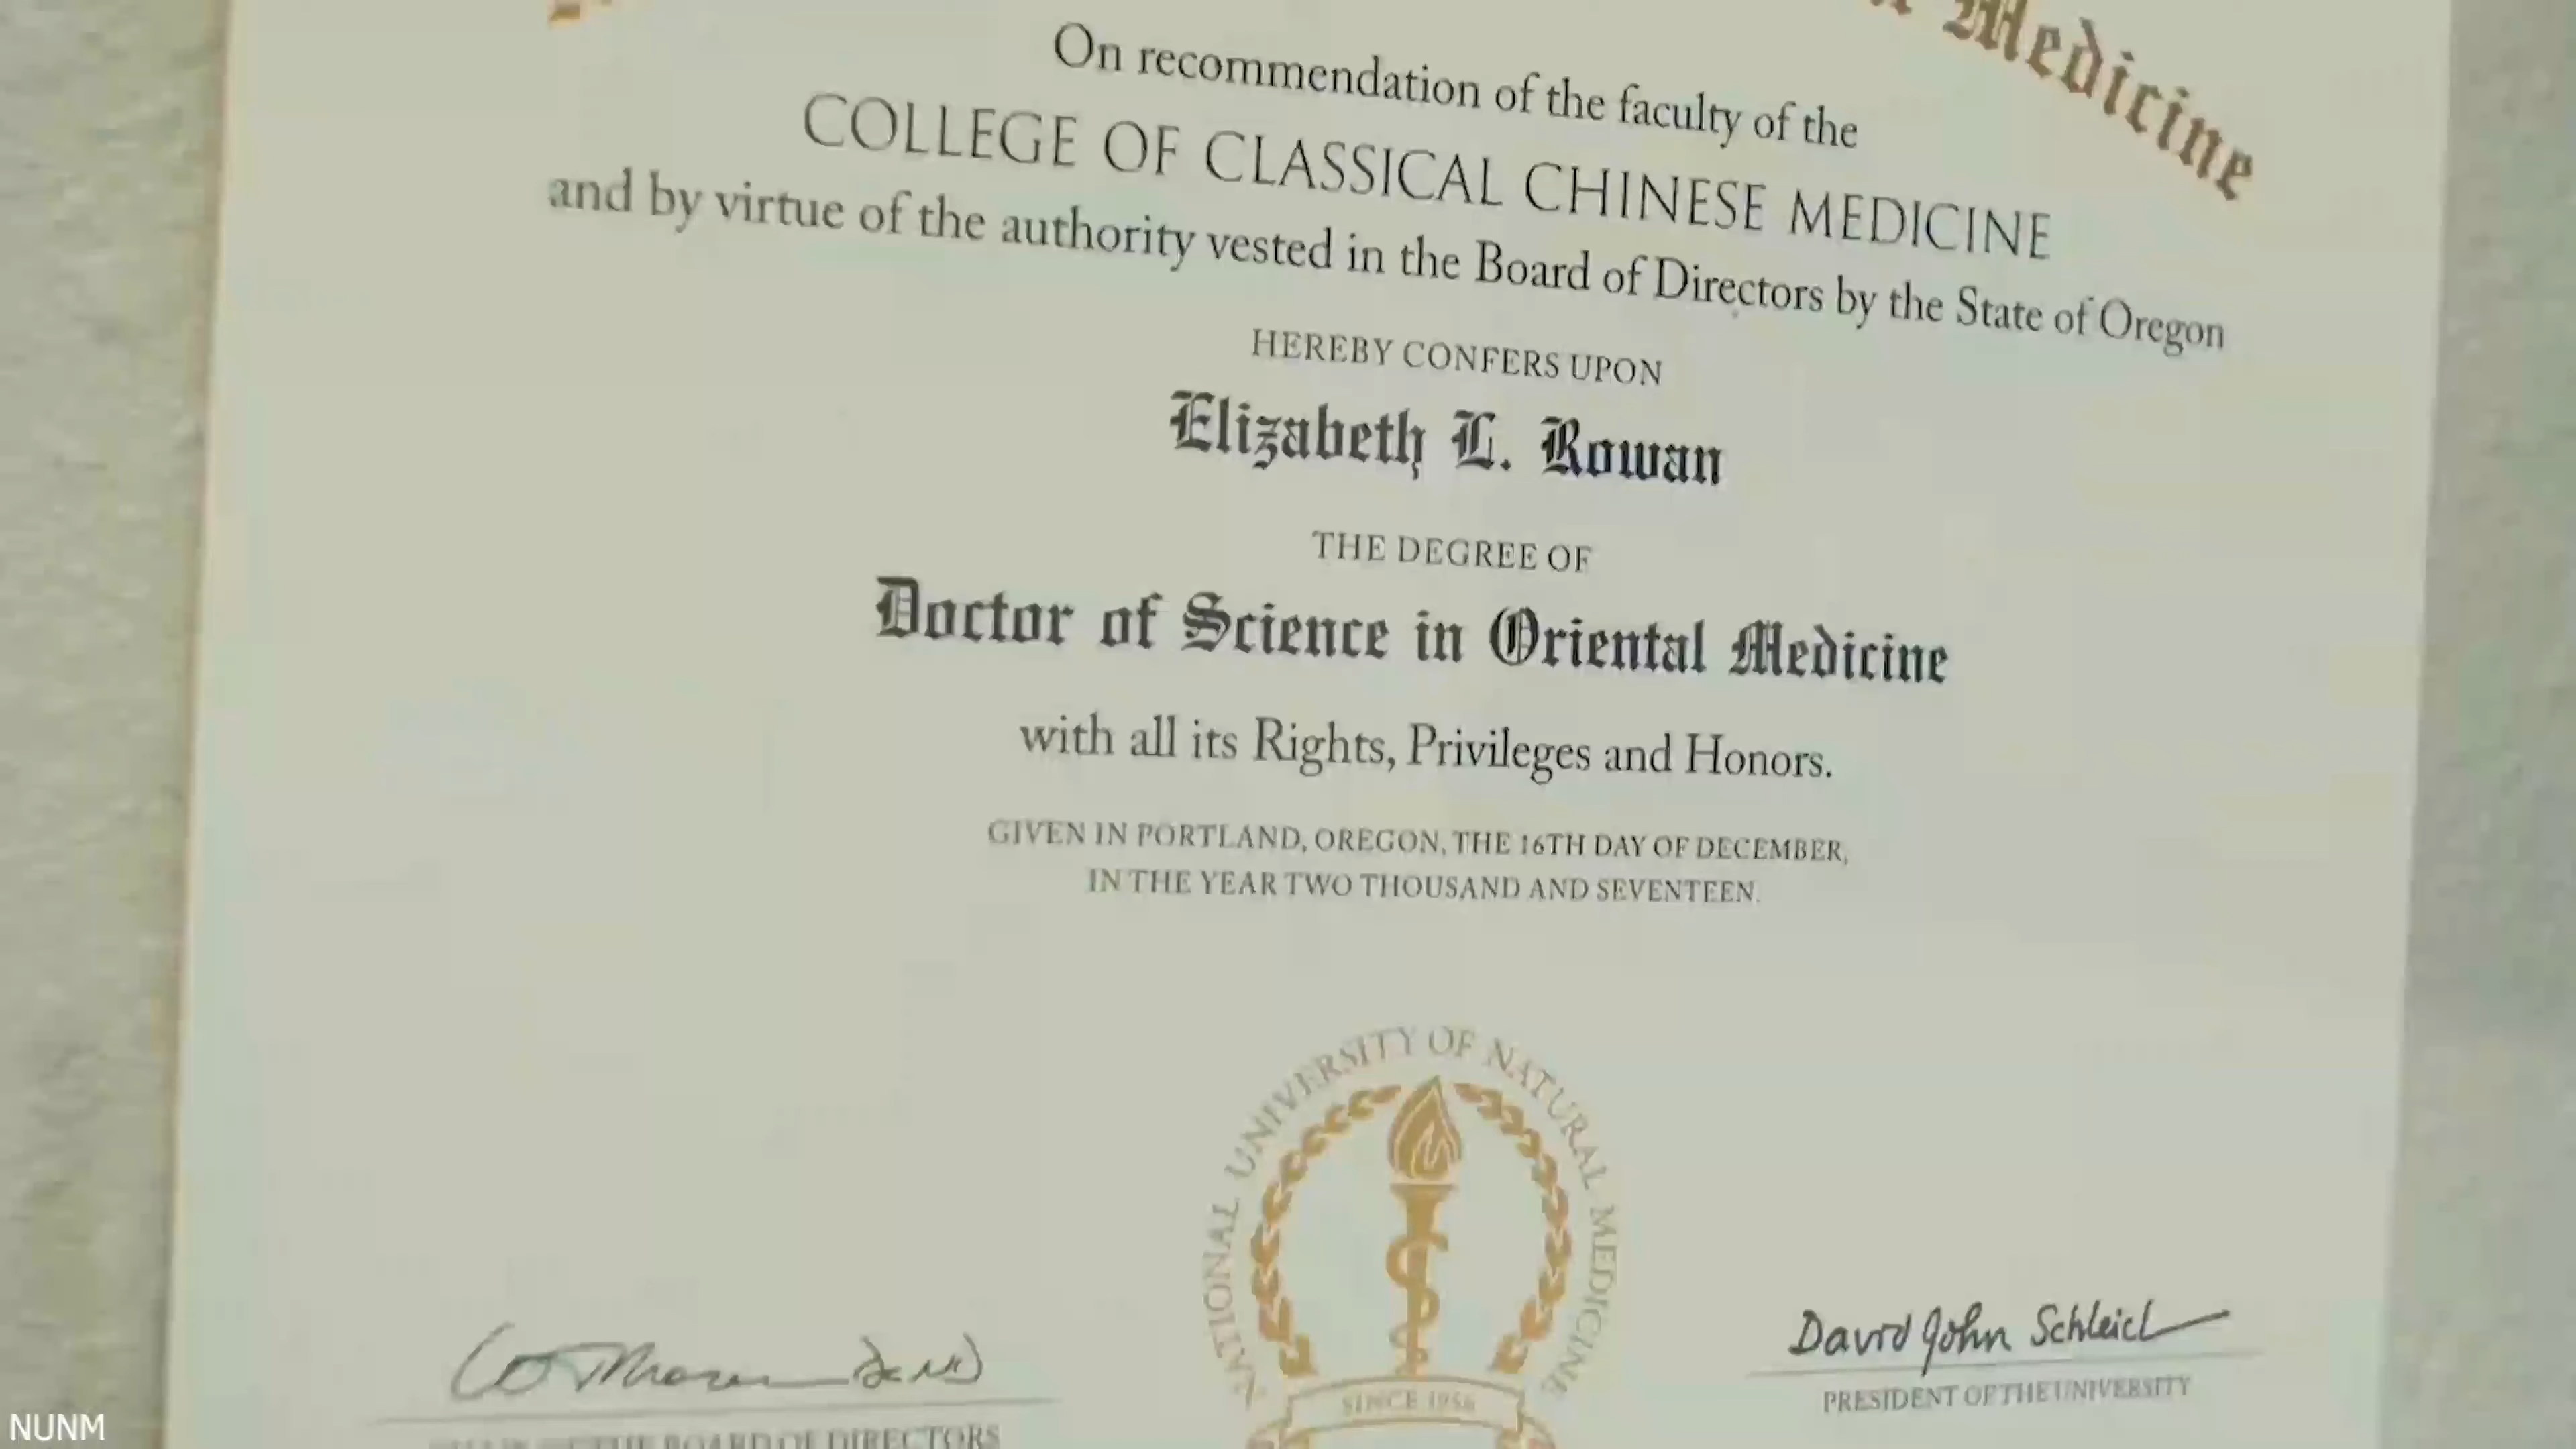 Medicine
On recommendation of the faculty of the
COLLEGE OF CLASSICAL CHINESE MEDICINE
and by virtue of the authority vested in the Board of Directors by the State of Oregon
HEREBY CONFERS UPON
Elizabeth L. Rowan
THE DEGREE OF
Doctor of Science in Oriental Medicine
with all its Rights, Privileges and Honors.
GIVEN IN PORTLAND, OREGON, THE 16TH DAY OF DECEMBER,
IN THE YEAR TWO THOUSAND AND SEVENTEEN.
NATIONAL UNIVERSITY OF NATURAL MEDICINE
SINCE 1956
David John Schleich
PRESIDENT OF THE UNIVERSITY
THE BOARD OF DIRECTORS
NUNM